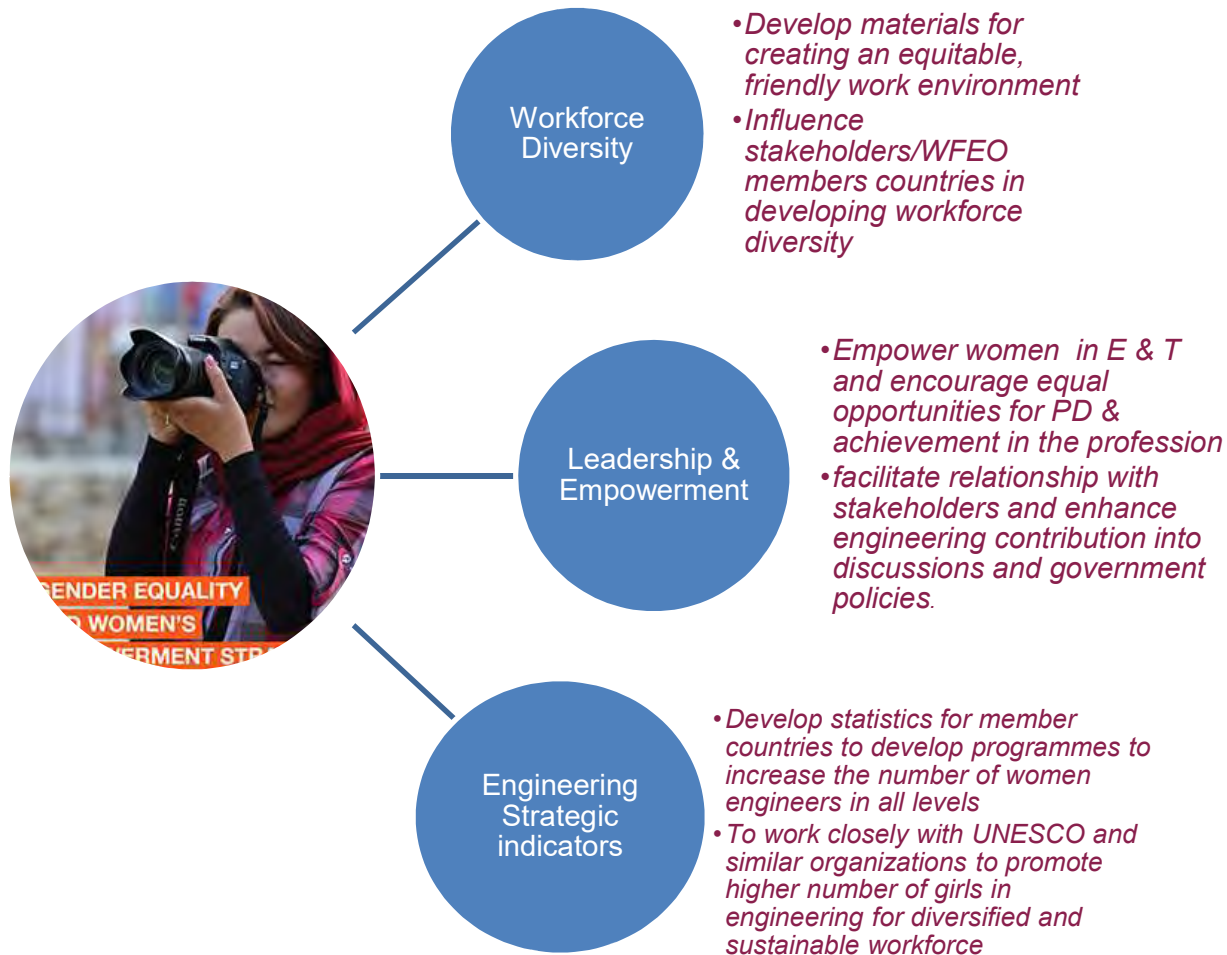 Workforce
Diversity
•Develop materials for
creating an equitable,
friendly work environment
•Influence
stakeholders/WFEO
members countries in
developing workforce
diversity
CANON
GENDER EQUALITY
WOMEN'S
Leadership &
Empowerment
•Empower women in E & T
and encourage equal
opportunities for PD &
achievement in the profession
•facilitate relationship with
stakeholders and enhance
engineering contribution into
discussions and government
policies.
Engineering
Strategic
indicators
•Develop statistics for member
countries to develop programmes to
increase the number of women
engineers in all levels
•To work closely with UNESCO and
similar organizations to promote
higher number of girls in
engineering for diversified and
sustainable workforce